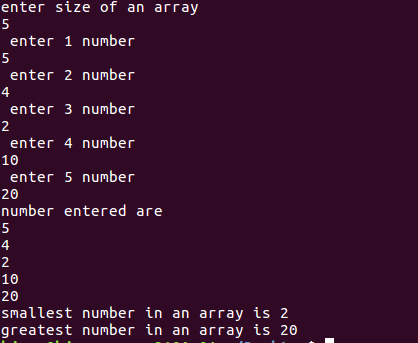 enter size of an array
5
enter 1 number
5
enter 2 number
4
enter 3 number
2
enter 4 number
10
enter 5 number
20
number entered are
5
4
2
10
20
smallest number in an array is 2
greatest number in an array is 20